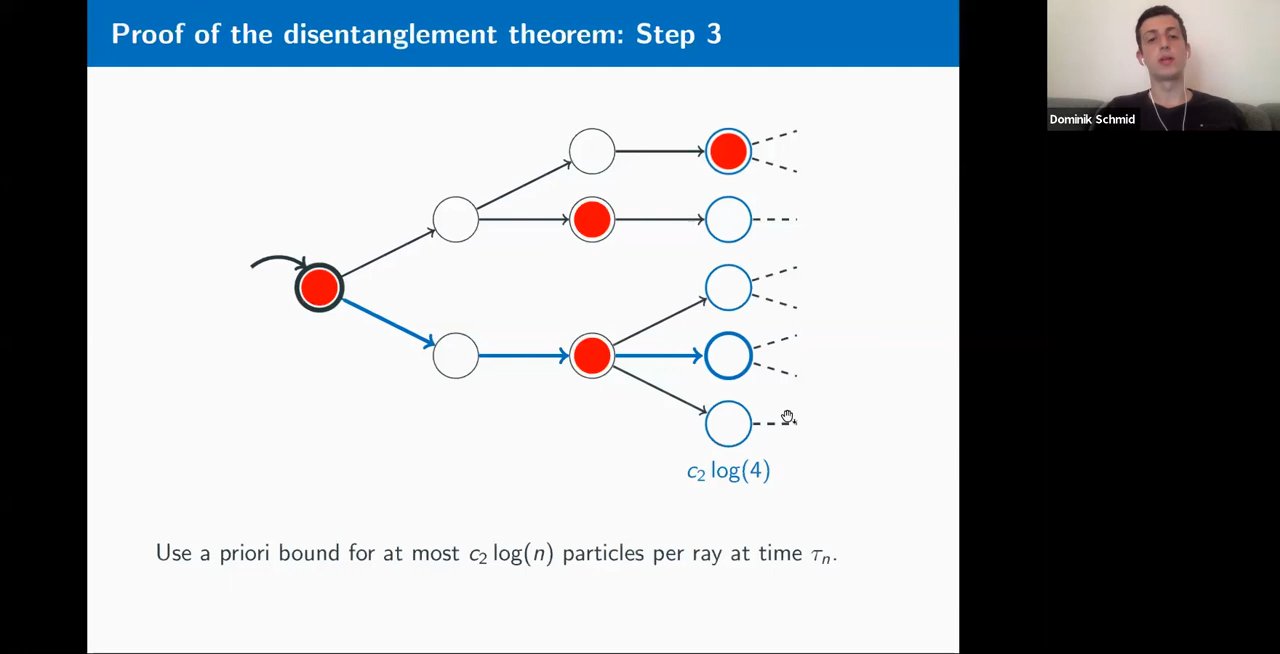 Proof of the disentanglement theorem: Step 3
Dominik Schmid
c₂ log(4)
Use a priori bound for at most c₂ log(n) particles per ray at time τₙ.